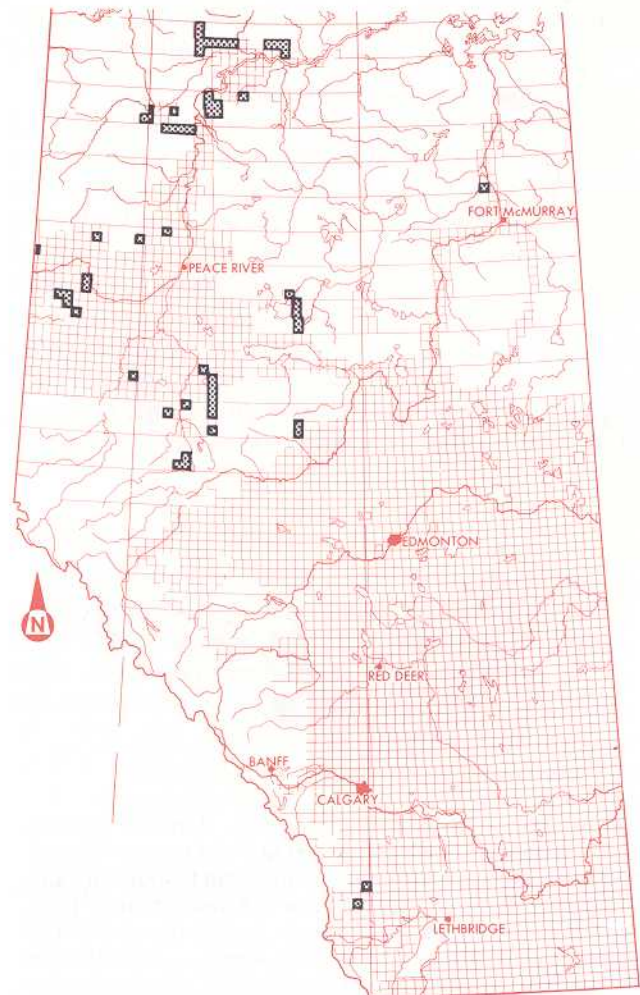 FORT McMURRAY
PEACE RIVER
EDMONTON
N
RED DEER
BANFF
CALGARY
LETHBRIDGE